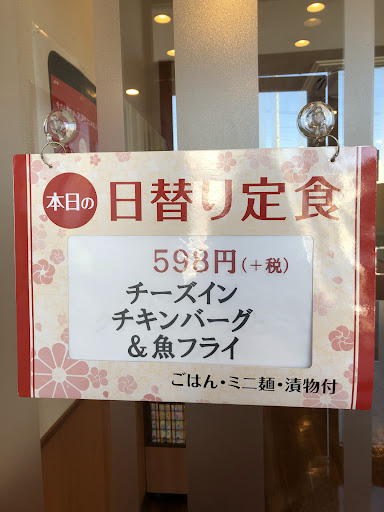 本日の 日替り定食
598円(+税)
チーズイン
チキンバーグ
&魚フライ
ごはん・ミニ麺・漬物付